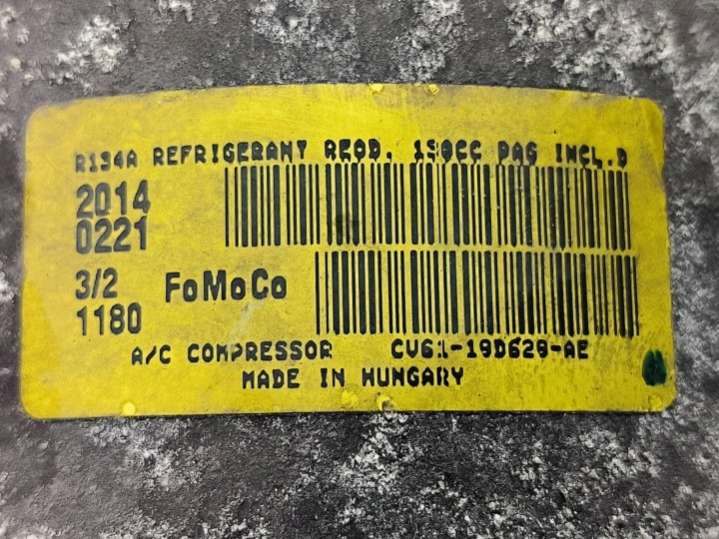 R134A REFRIGERANT REQD. 130CC PAG INCL.D
2014
0221
3/2 FoMoCo
1180
A/C COMPRESSOR CV61-19D629-AE
MADE IN HUNGARY